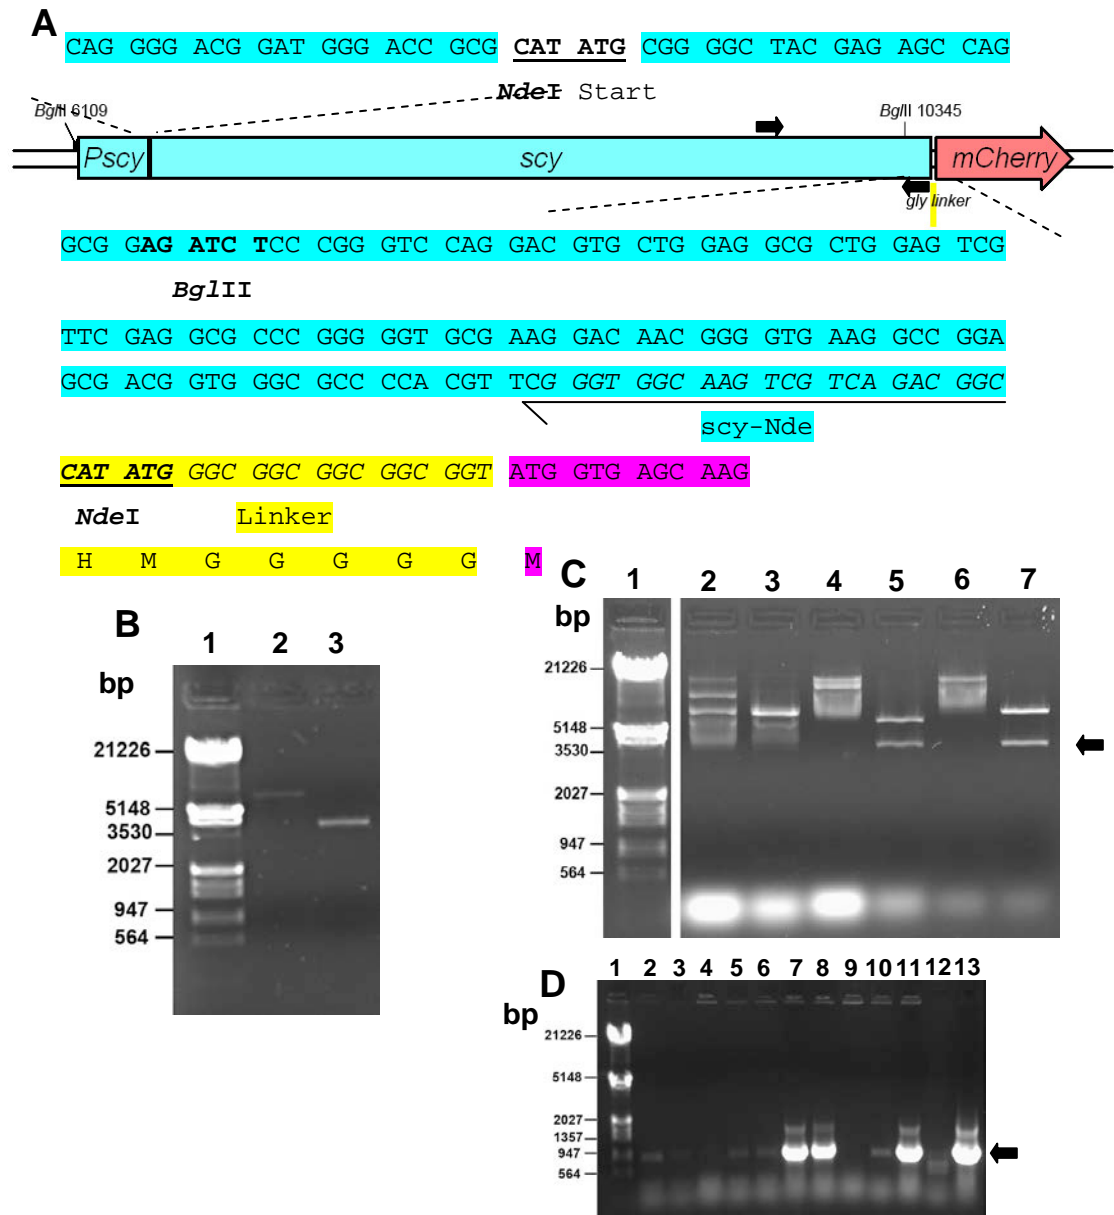 A
CAG GGG ACG GAT GGG ACC GCG CAT ATG CGG GGC TAC GAG AGC CAG
NdeI Start
BglII 6109
BglII 10345
Pscy scy mCherry
gly linker
GCG GAG ATC TCC CGG GTC CAG GAC GTG CTG GAG GCG CTG GAG TCG
BglII
TTC GAG GCG CCC GGG GGT GCG AAG GAC AAC GGG GTG AAG GCC GGA
GCG ACG GTG GGC GCC CCA CGT TCG GGT GGC AAG TCG TCA GAC GGC
scy-Nde
CAT ATG GGC GGC GGC GGC GGT ATG GTG AGC AAG
NdeI Linker
H M G G G G G M
B
1 2 3
bp
21226
5148
3530
2027
947
564
C
1 2 3 4 5 6 7
bp
21226
5148
3530
2027
947
564
D
1 2 3 4 5 6 7 8 9 10 11 12 13
bp
21226
5148
2027
1357
947
564